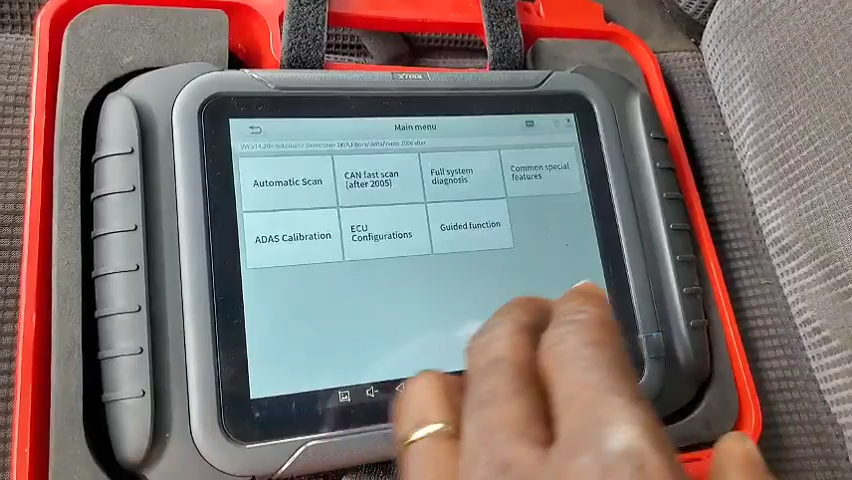 XTOOL
Main menu
Automatic Scan
CAN fast scan
(after 2005)
Full system
diagnosis
Common special
features
ADAS Calibration
ECU
Configurations
Guided function